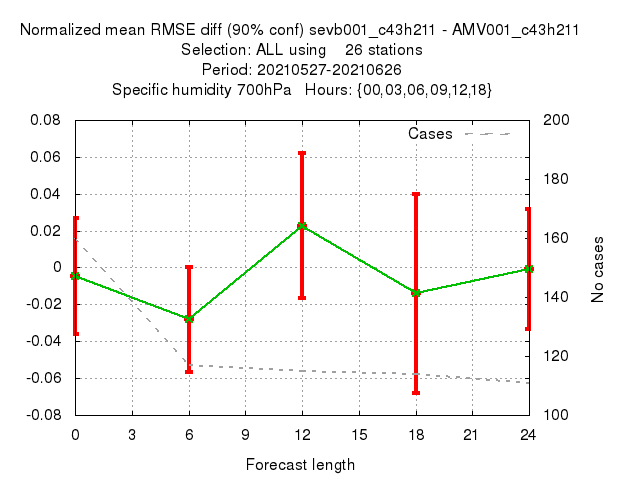 Normalized mean RMSE diff (90% conf) sevb001_c43h211 - AMV001_c43h211
Selection: ALL using    26 stations
Period: 20210527-20210626
Specific humidity 700hPa   Hours: {00,03,06,09,12,18}
0.08
0.06
0.04
0.02
0
-0.02
-0.04
-0.06
-0.08
Cases
200
180
160
140
120
100
No cases
0 3 6 9 12 15 18 21 24
Forecast length